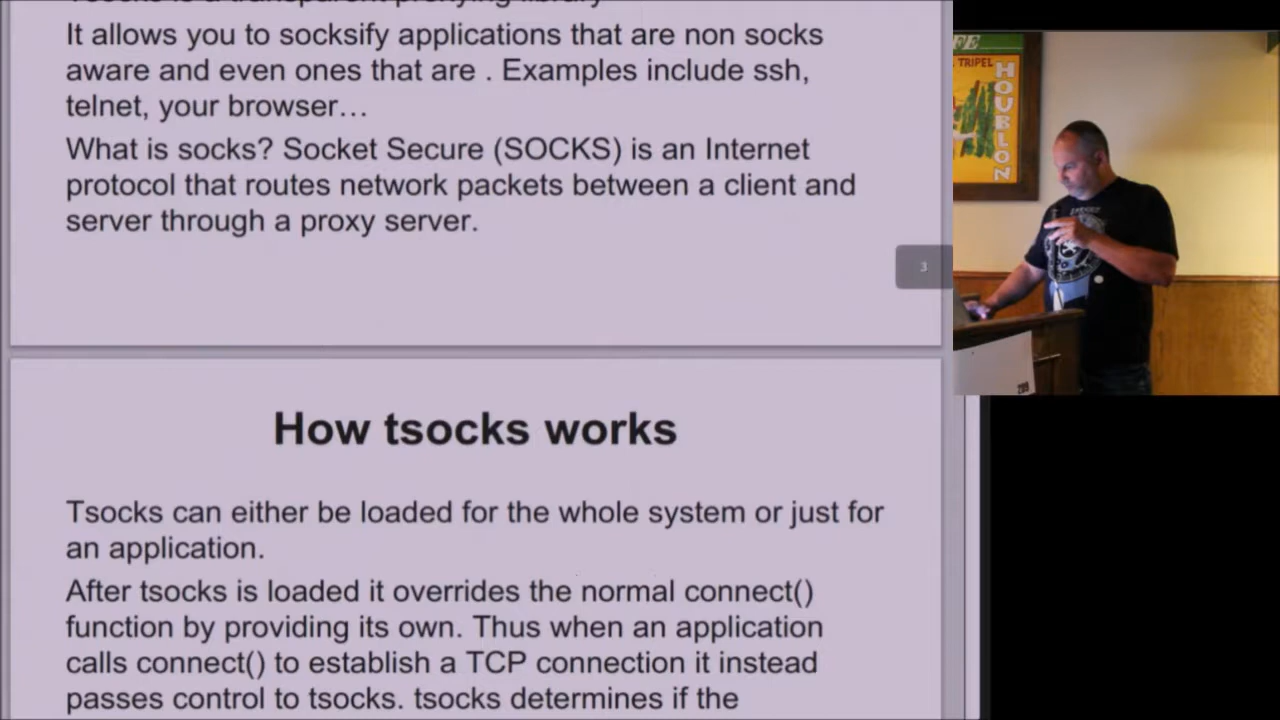 Tsocks is a transparent proxying library
It allows you to socksify applications that are non socks
aware and even ones that are . Examples include ssh,
telnet, your browser…
What is socks? Socket Secure (SOCKS) is an Internet
protocol that routes network packets between a client and
server through a proxy server.
3
How tsocks works
Tsocks can either be loaded for the whole system or just for
an application.
After tsocks is loaded it overrides the normal connect()
function by providing its own. Thus when an application
calls connect() to establish a TCP connection it instead
passes control to tsocks. tsocks determines if the
TRIPEL
HOUBLON